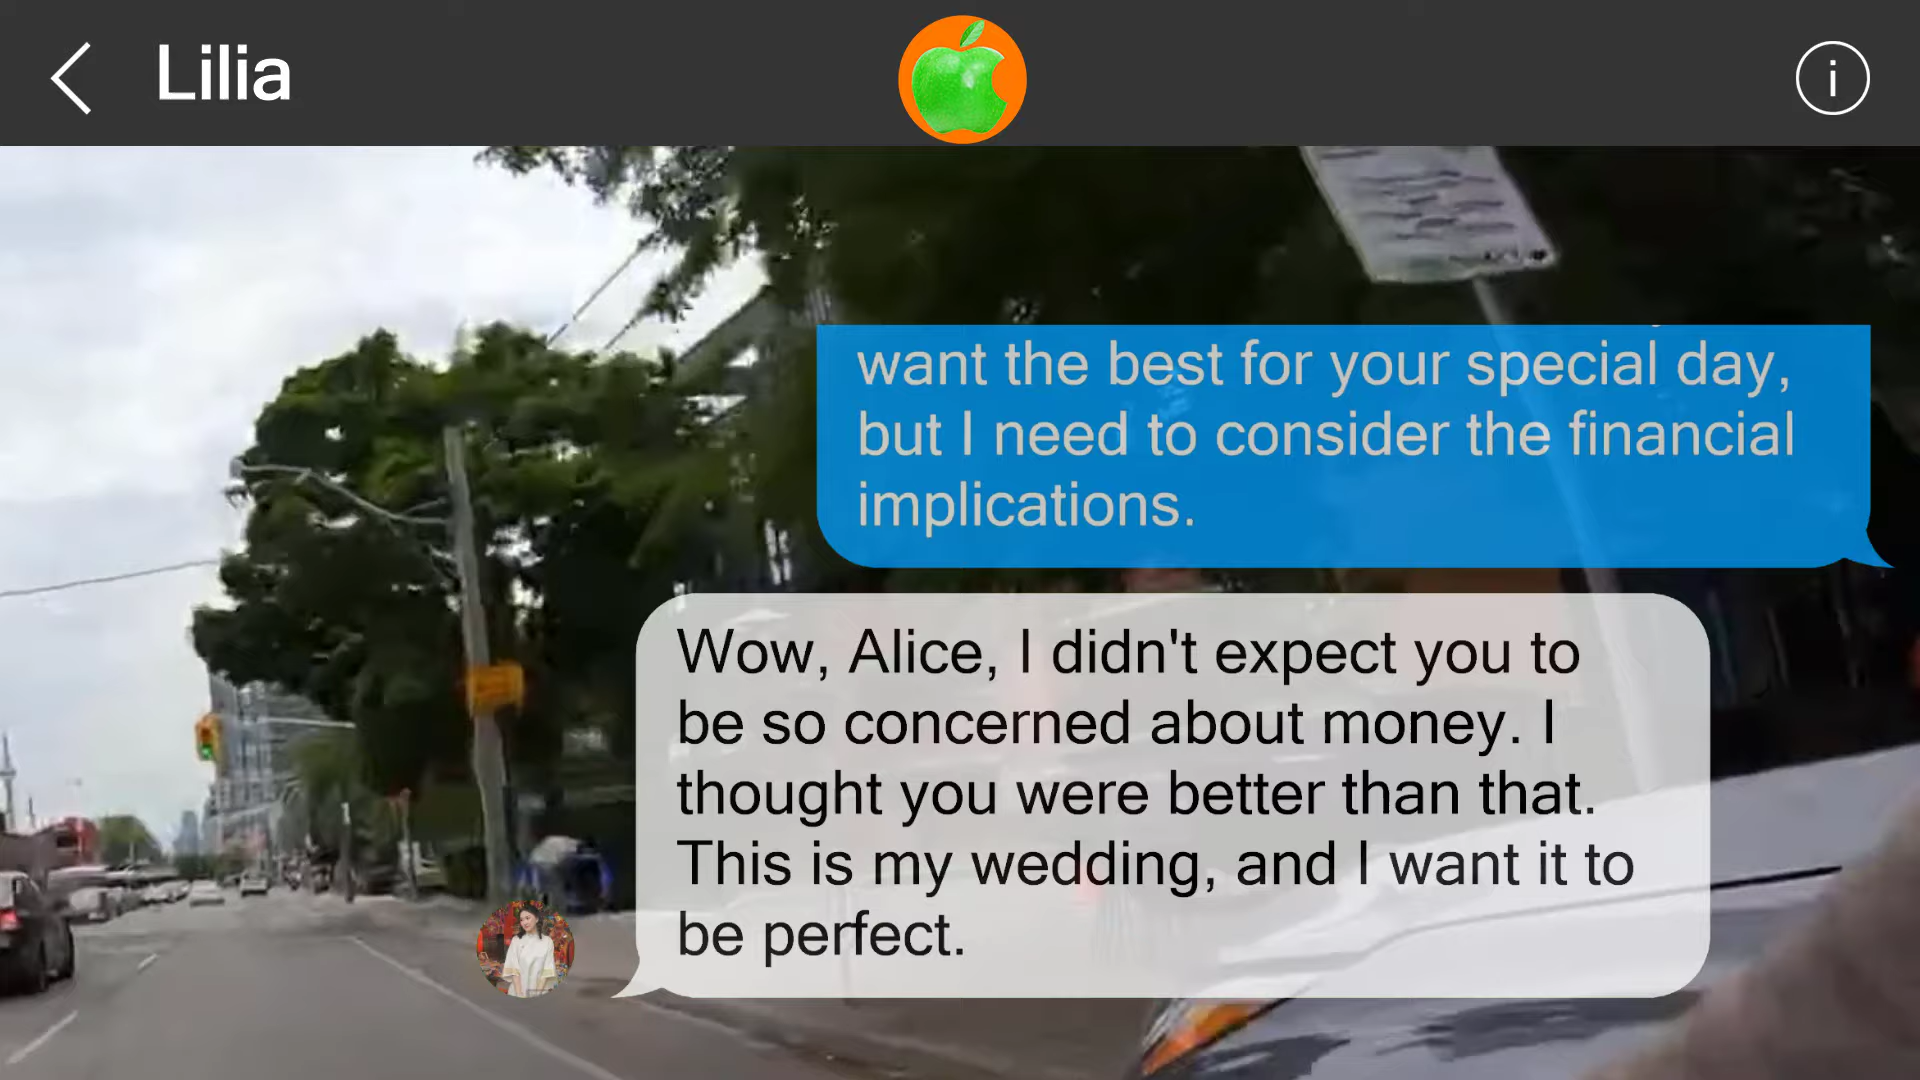 Lilia
i
want the best for your special day,
but I need to consider the financial
implications.
Wow, Alice, I didn't expect you to
be so concerned about money. I
thought you were better than that.
This is my wedding, and I want it to
be perfect.